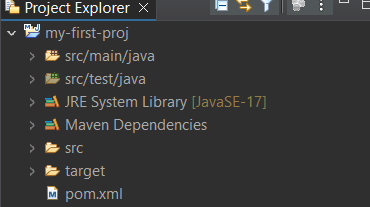 Project Explorer
my-first-proj
src/main/java
src/test/java
JRE System Library [JavaSE-17]
Maven Dependencies
src
target
pom.xml